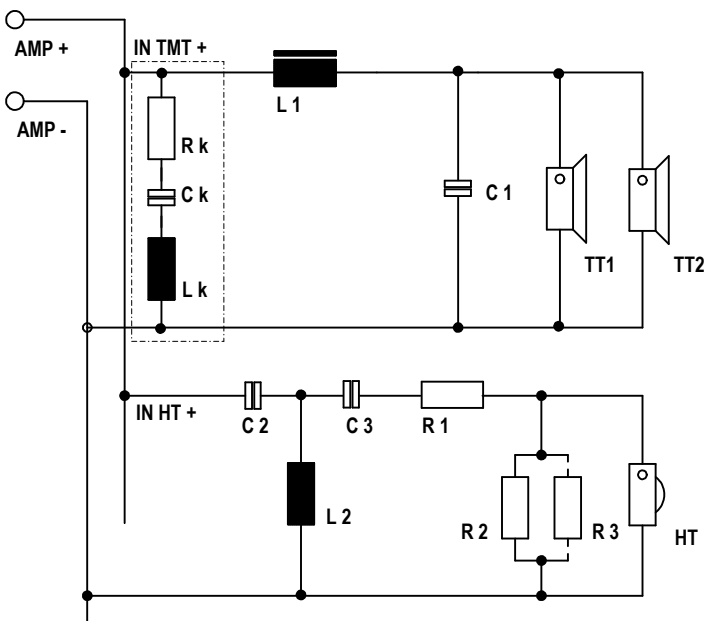 AMP +
IN TMT +
AMP -
L 1
R k
C k
C 1
L k
TT1
TT2
IN HT +
C 2
C 3
R 1
L 2
R 2
R 3
HT